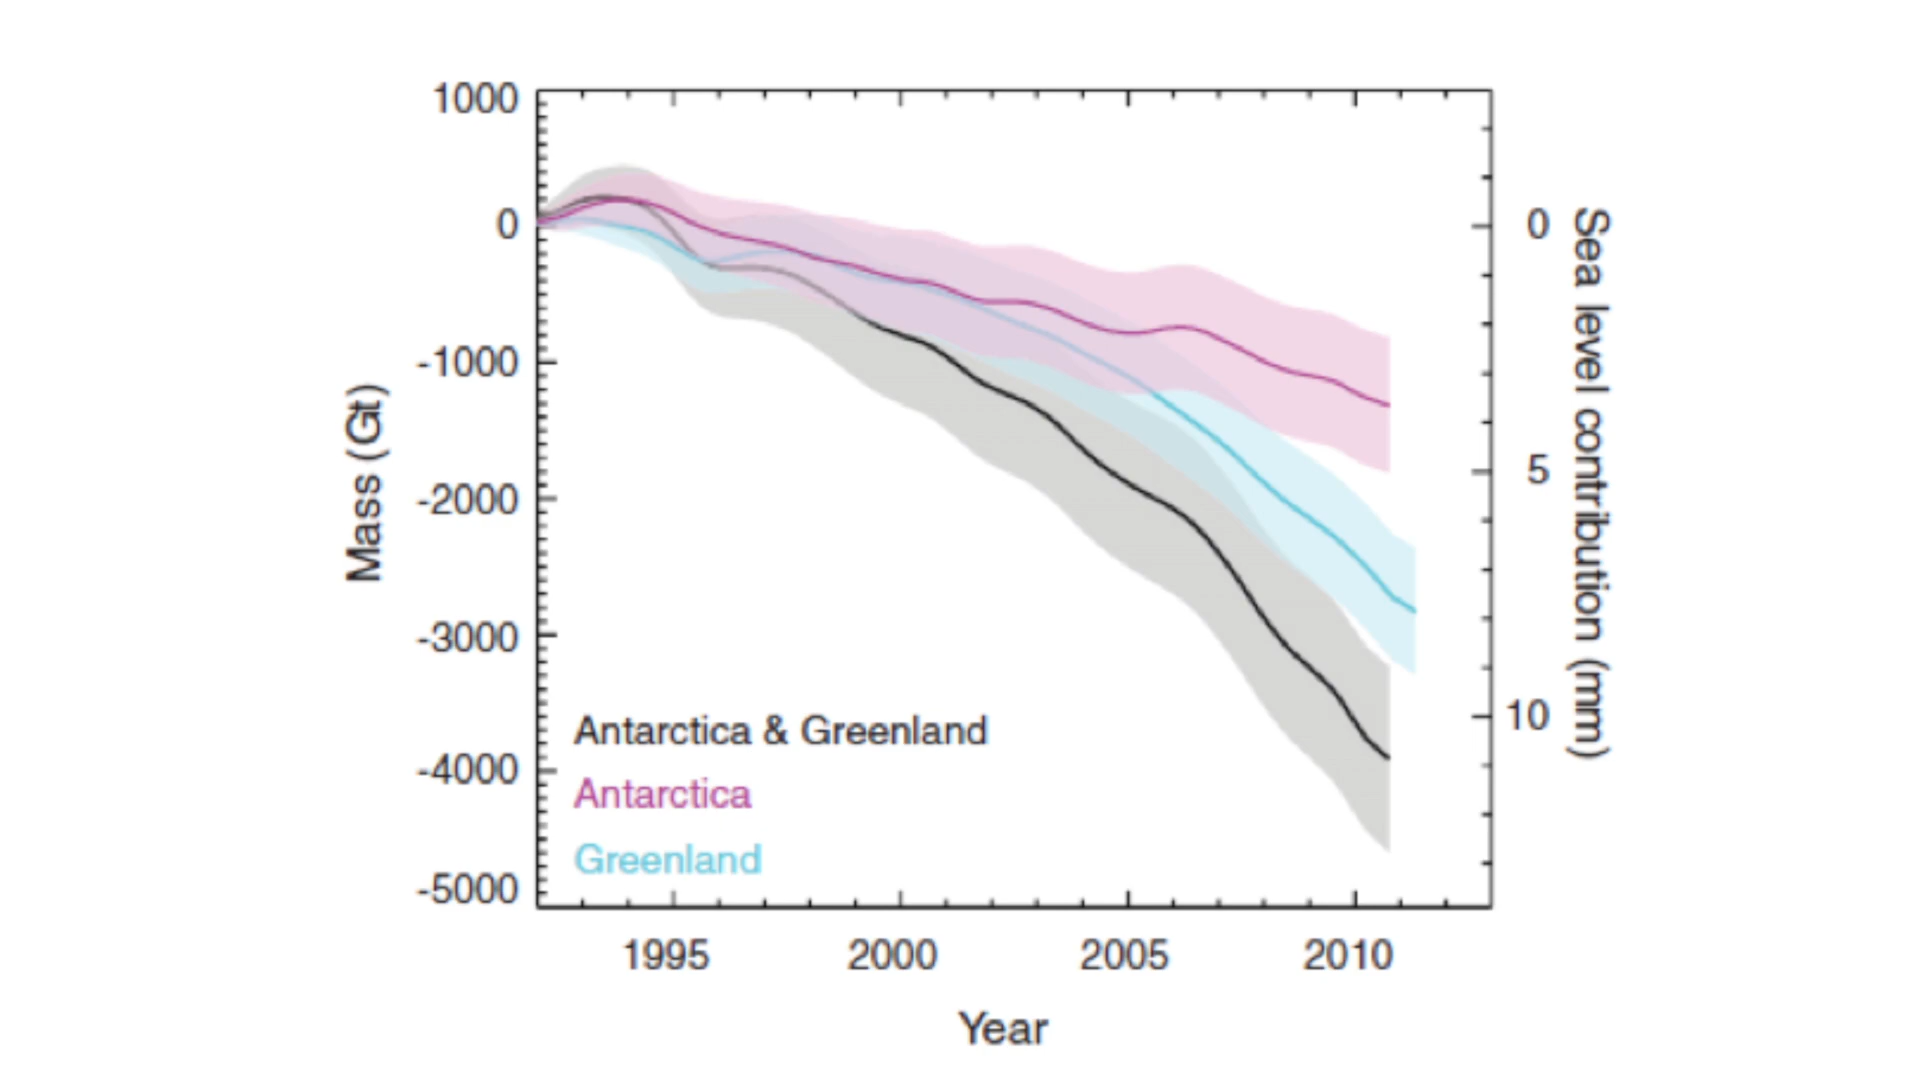 1000
0
-1000
-2000
-3000
-4000
-5000
Mass (Gt)
0
5
10
Sea level contribution (mm)
Antarctica & Greenland
Antarctica
Greenland
1995 2000 2005 2010
Year